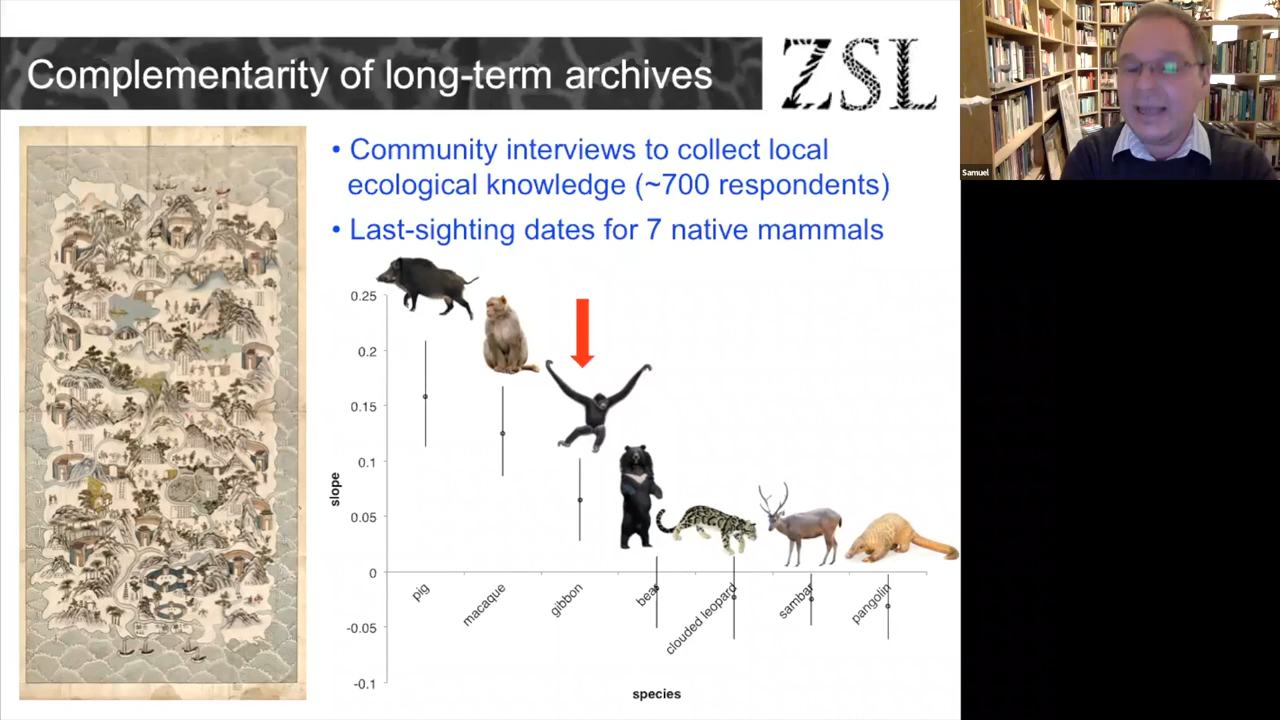 Complementarity of long-term archives
ZSL
• Community interviews to collect local
ecological knowledge (~700 respondents)
• Last-sighting dates for 7 native mammals
0.25
0.2
0.15
0.1
0.05
0
-0.05
-0.1
slope
pig
macaque
gibbon
bear
clouded leopard
sambar
pangolin
species
Samuel